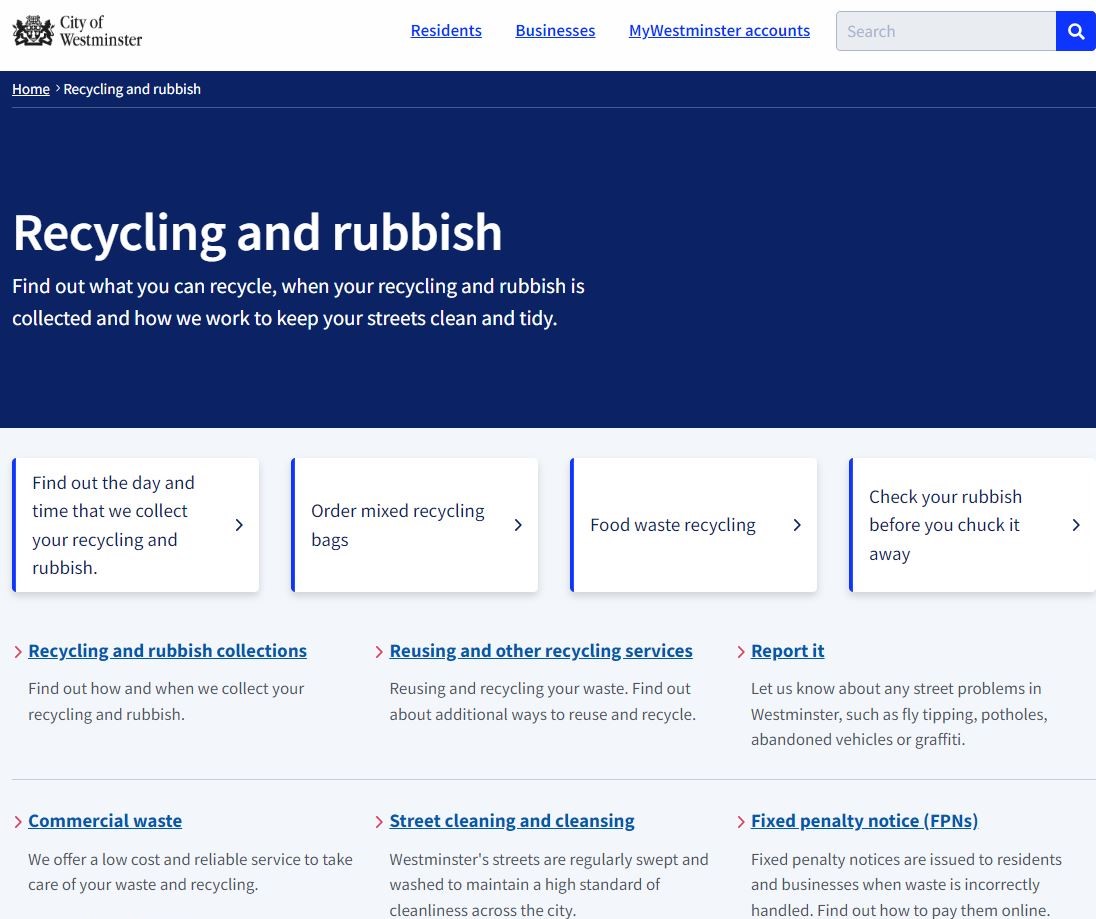 City of
Westminster
Residents
Businesses
MyWestminster accounts
Search
Home
Recycling and rubbish
Recycling and rubbish
Find out what you can recycle, when your recycling and rubbish is
collected and how we work to keep your streets clean and tidy.
Find out the day and
time that we collect
your recycling and
rubbish.
Order mixed recycling
bags
Food waste recycling
Check your rubbish
before you chuck it
away
Recycling and rubbish collections
Find out how and when we collect your
recycling and rubbish.
Reusing and other recycling services
Reusing and recycling your waste. Find out
about additional ways to reuse and recycle.
Report it
Let us know about any street problems in
Westminster, such as fly tipping, potholes,
abandoned vehicles or graffiti.
Commercial waste
We offer a low cost and reliable service to take
care of your waste and recycling.
Street cleaning and cleansing
Westminster's streets are regularly swept and
washed to maintain a high standard of
cleanliness across the city.
Fixed penalty notice (FPNs)
Fixed penalty notices are issued to residents
and businesses when waste is incorrectly
handled. Find out how to pay them online.